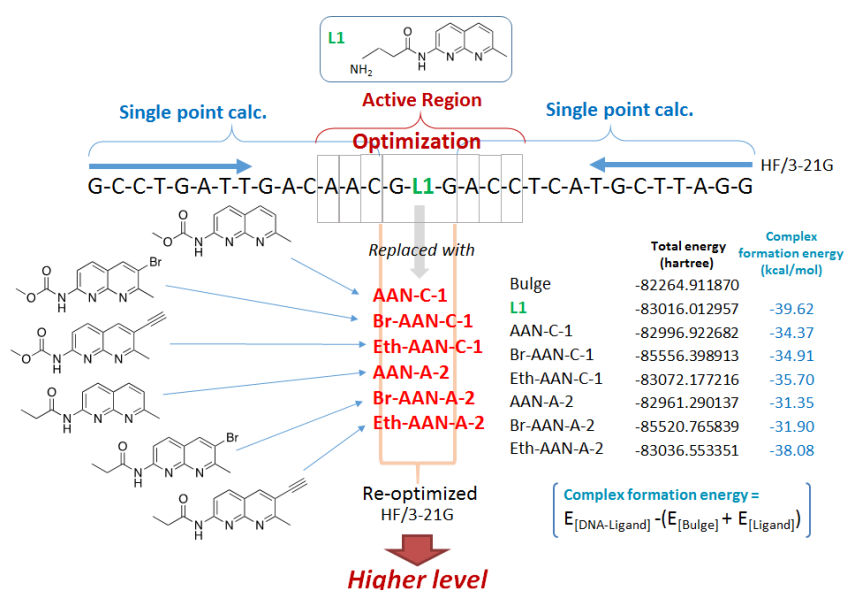 L1
O
N
H
N
N
NH2
Active Region
Single point calc.
Single point calc.
Optimization
HF/3-21G
G-C-C-T-G-A-T-T-G-A-C-A-A-C-G-L1-G-A-C-C-T-C-A-T-G-C-T-T-A-G-G
Replaced with
O
O
N
H
N
N
Br
O
O
N
H
N
N
O
O
N
H
N
N
O
N
H
N
N
Br
O
N
H
N
N
O
N
H
N
N
AAN-C-1
Br-AAN-C-1
Eth-AAN-C-1
AAN-A-2
Br-AAN-A-2
Eth-AAN-A-2
Total energy
(hartree)
Complex
formation energy
(kcal/mol)
Bulge -82264.911870
L1 -83016.012957 -39.62
AAN-C-1 -82996.922682 -34.37
Br-AAN-C-1 -85556.398913 -34.91
Eth-AAN-C-1 -83072.177216 -35.70
AAN-A-2 -82961.290137 -31.35
Br-AAN-A-2 -85520.765839 -31.90
Eth-AAN-A-2 -83036.553351 -38.08
Re-optimized
HF/3-21G
Complex formation energy =
E[DNA-Ligand] -(E[Bulge] + E[Ligand])
Higher level